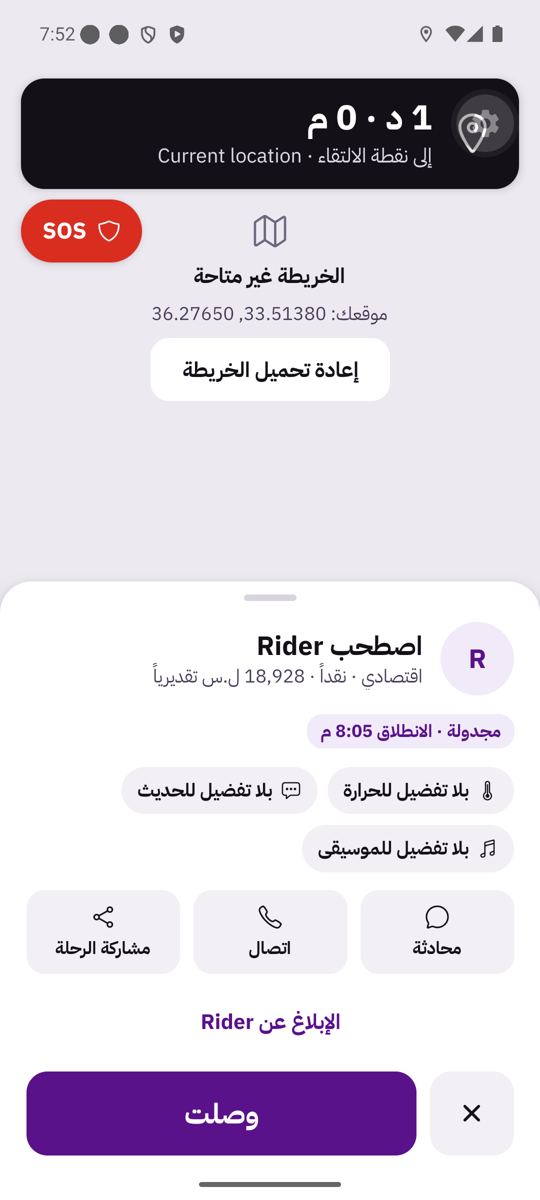 7:52
1 د · 0 م
إلى نقطة الالتقاء · Current location
SOS
الخريطة غير متاحة
موقعك: 33.51380, 36.27650
إعادة تحميل الخريطة
R
اصطحب Rider
اقتصادي · نقداً · 18,928 ل.س تقديرياً
مجدولة · الانطلاق 8:05 م
بلا تفضيل للحرارة
بلا تفضيل للحديث
بلا تفضيل للموسيقى
محادثة
اتصال
مشاركة الرحلة
الإبلاغ عن Rider
وصلت